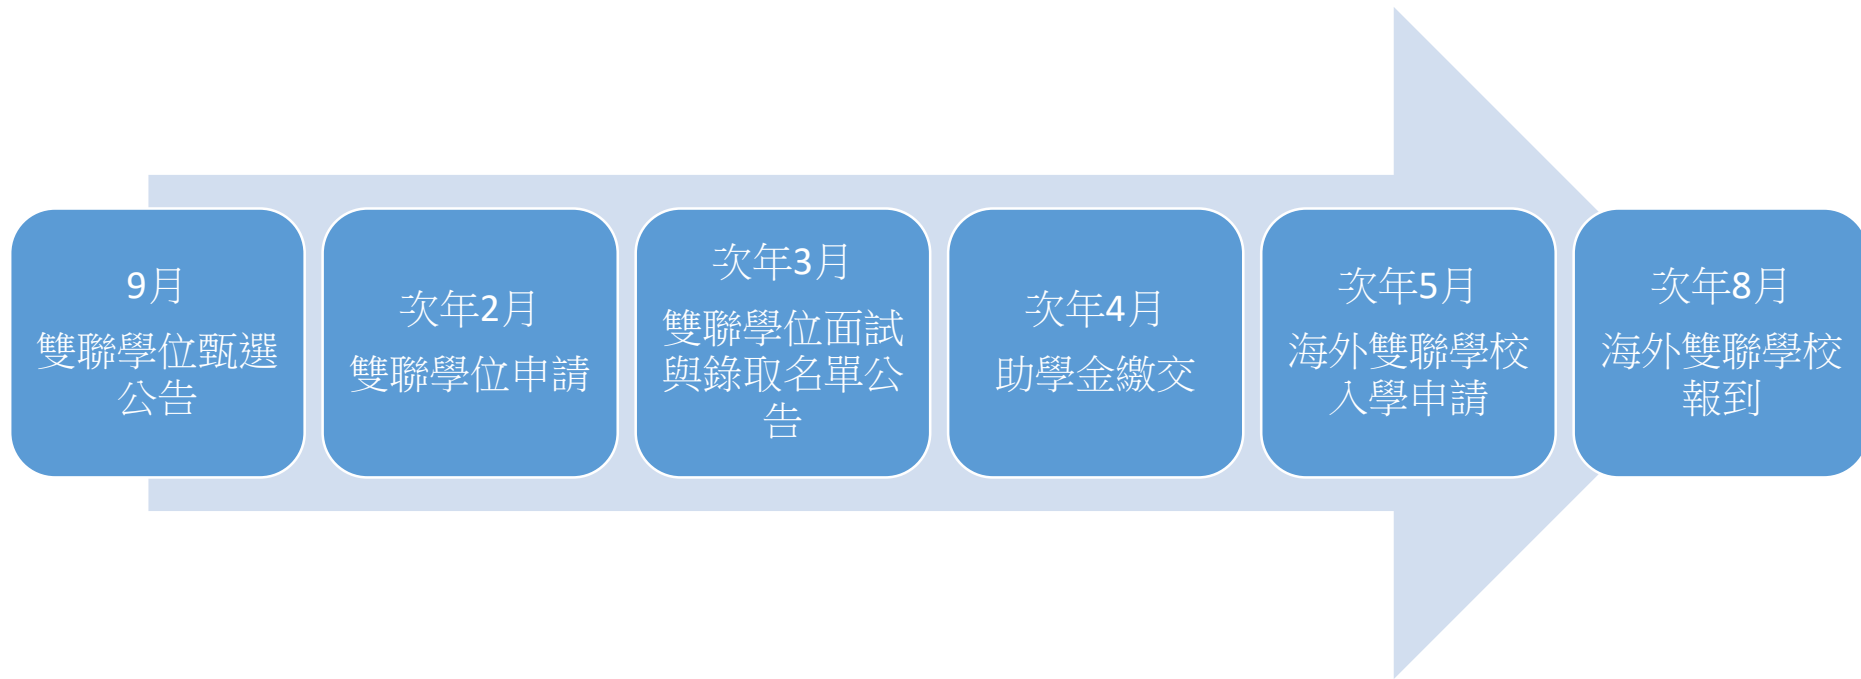 9月
雙聯學位甄選
公告
次年2月
雙聯學位申請
次年3月
雙聯學位面試
與錄取名單公
告
次年4月
助學金繳交
次年5月
海外雙聯學校
入學申請
次年8月
海外雙聯學校
報到